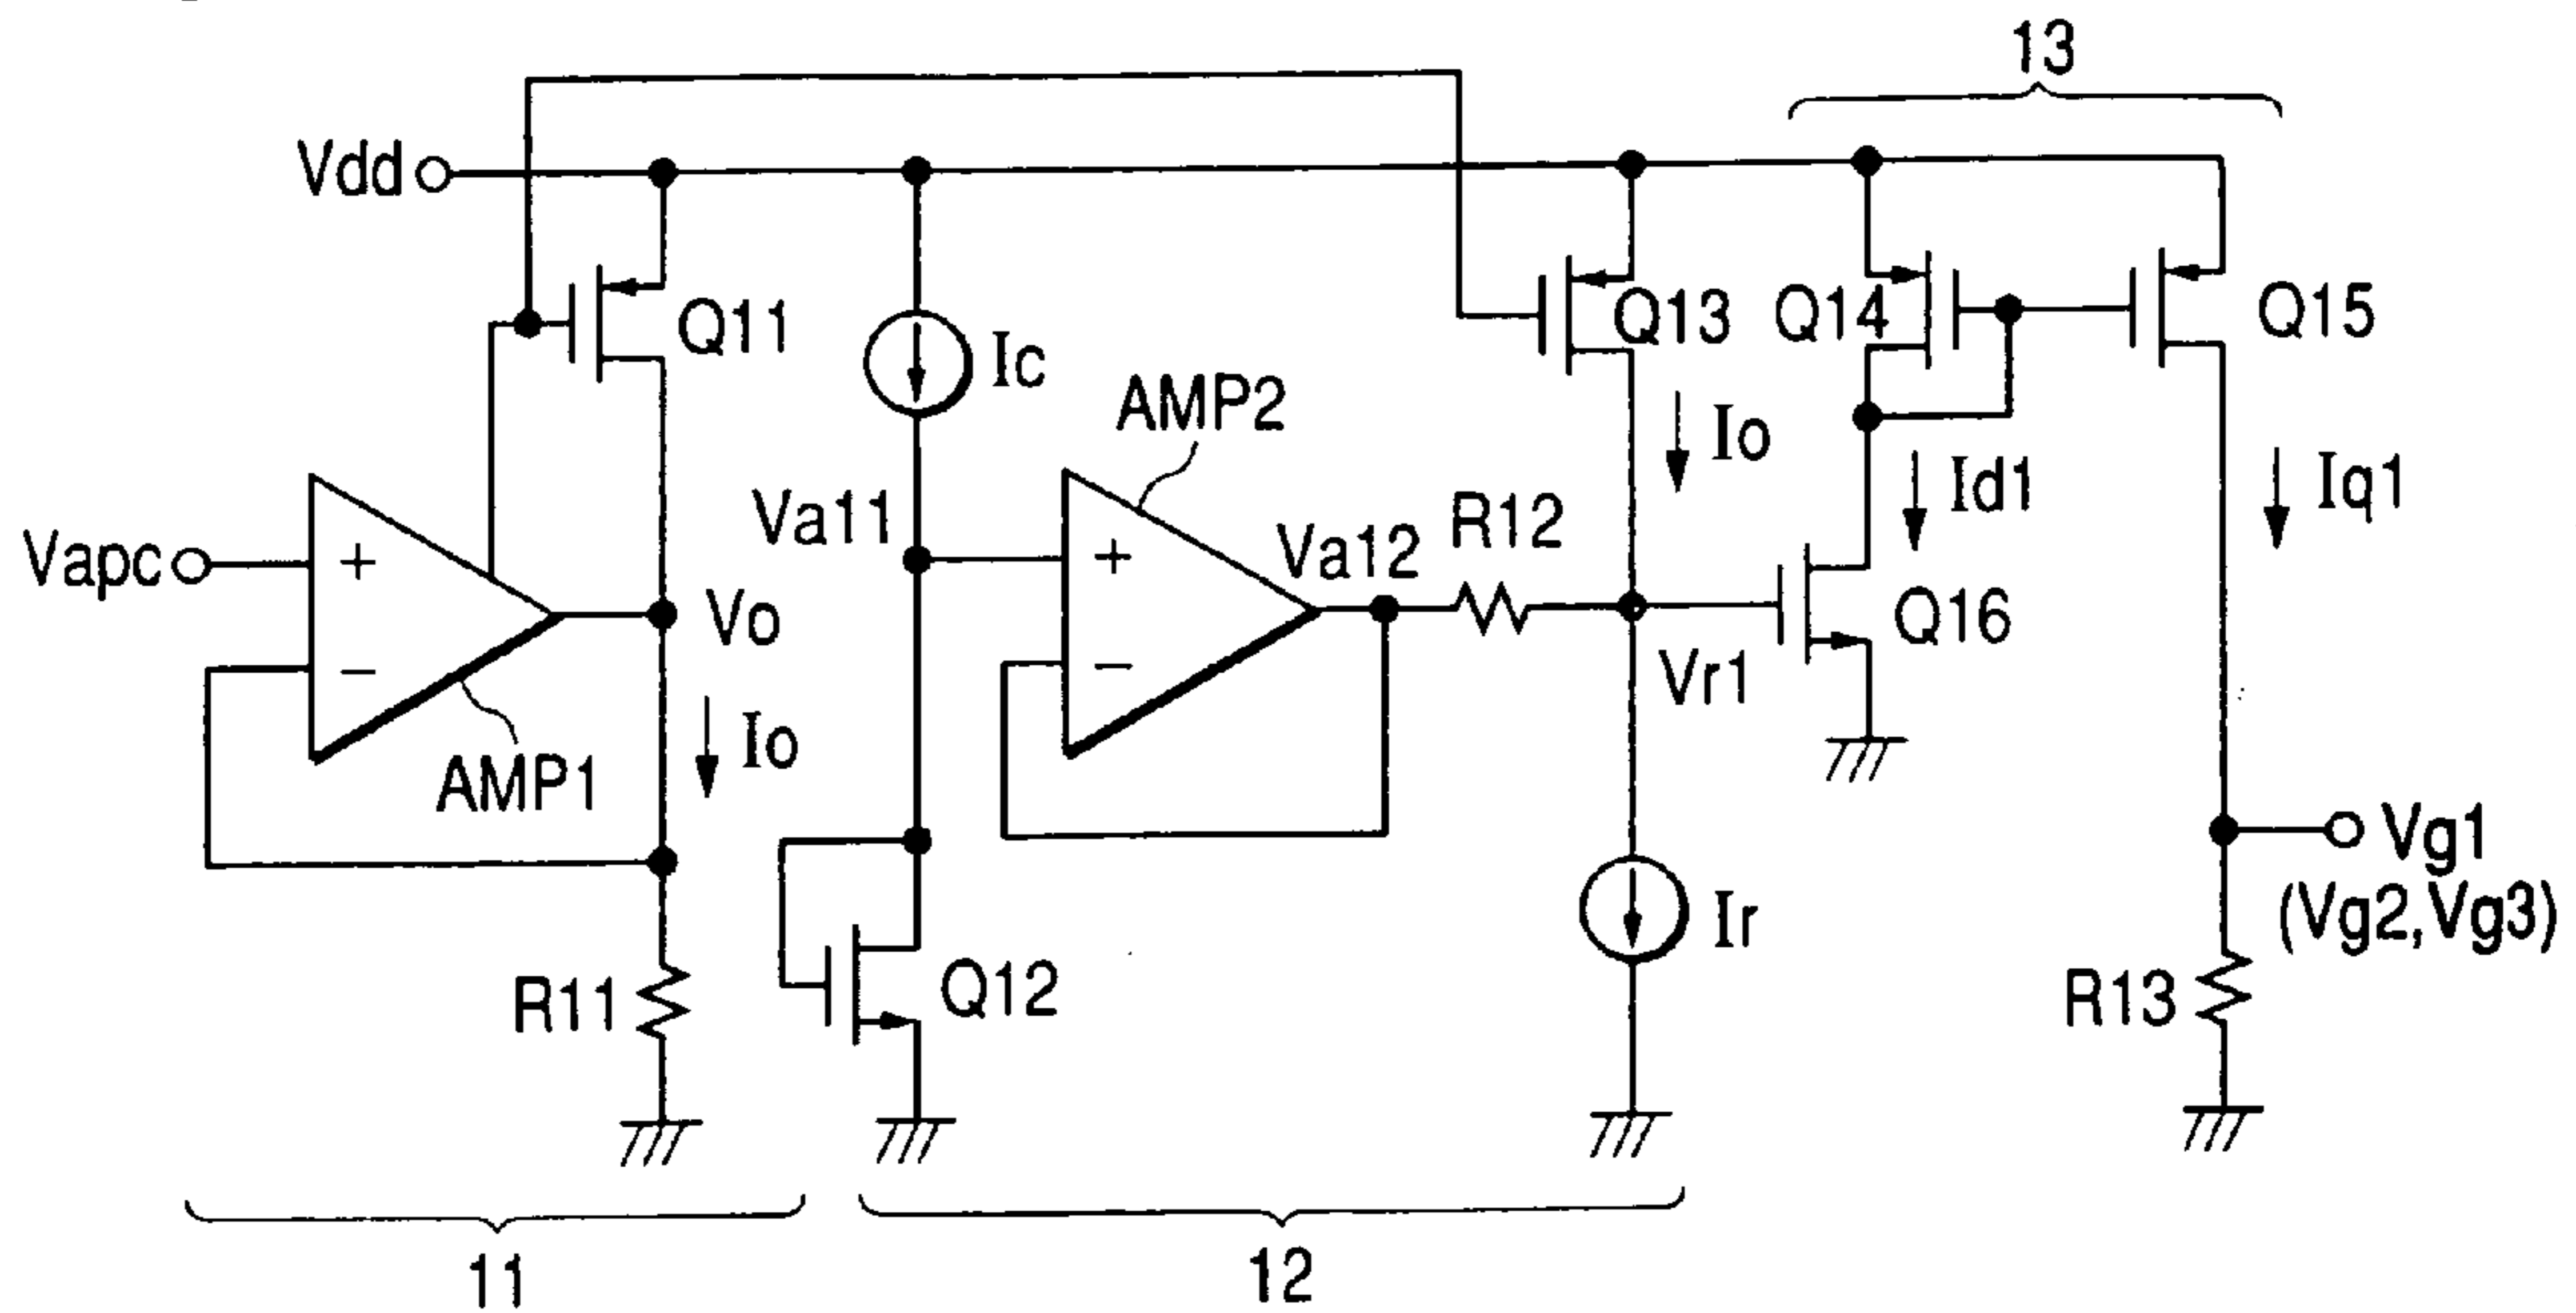 13
Vdd
Q11
Ic
Q13
Q14
Q15
AMP2
Io
Id1
Iq1
Va11
Va12
R12
Vapc
+
−
Vo
+
−
Q16
Vr1
Io
AMP1
Vg1
(Vg2,Vg3)
Ir
R11
Q12
R13
11
12